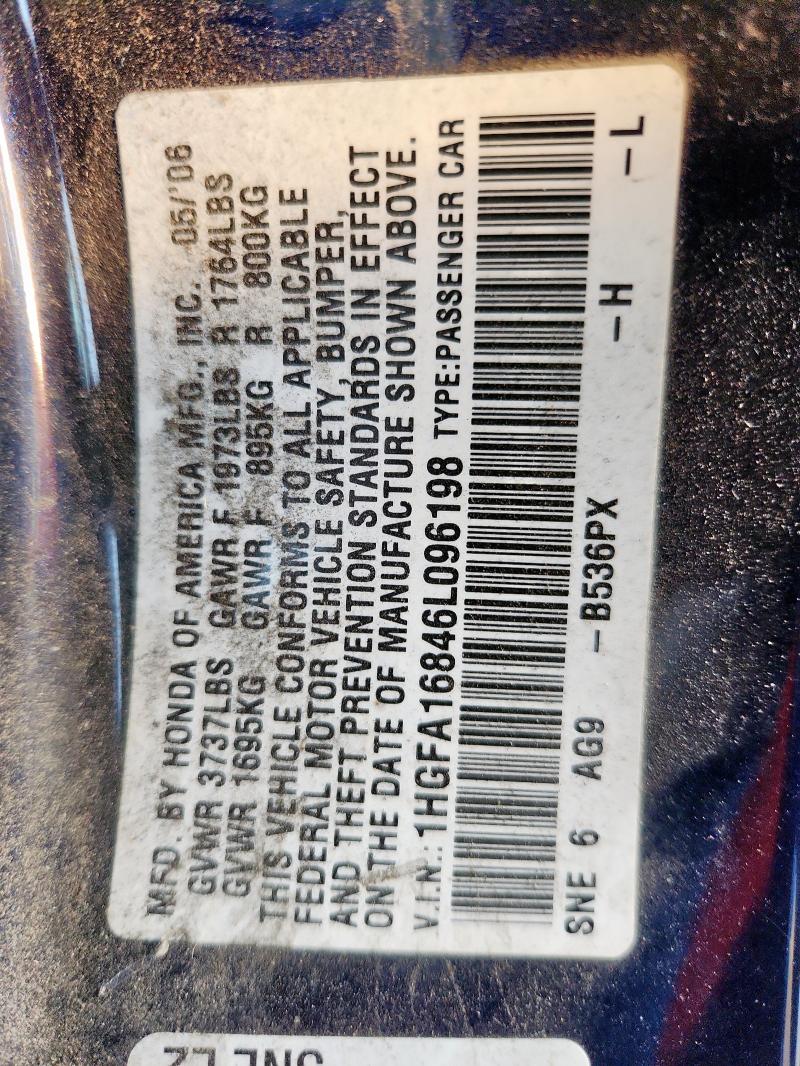 MFD. BY HONDA OF AMERICA MFG., INC. 05/'06
GVWR 3737LBS GAWR F 1973LBS R 1764LBS
GVWR 1695KG GAWR F 895KG R 800KG
THIS VEHICLE CONFORMS TO ALL APPLICABLE
FEDERAL MOTOR VEHICLE SAFETY, BUMPER,
AND THEFT PREVENTION STANDARDS IN EFFECT
ON THE DATE OF MANUFACTURE SHOWN ABOVE.
V.I.N.: 1HGFA16846L096198 TYPE:PASSENGER CAR
SNE 6 AG9 -B536PX -H -L